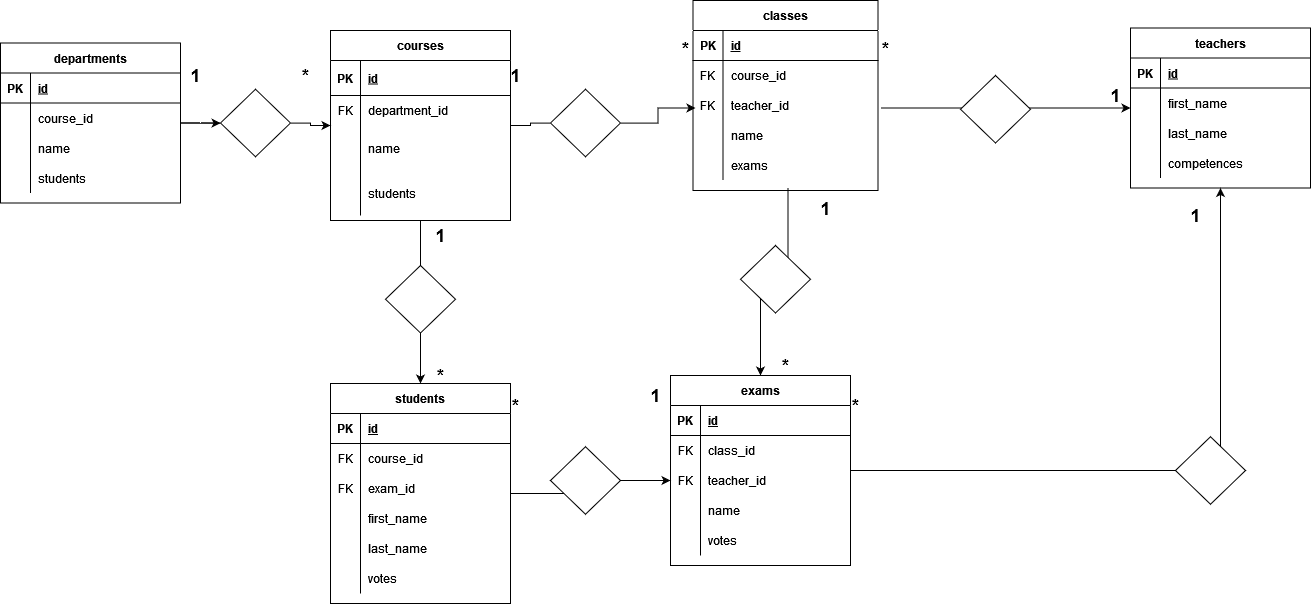 departments
PK id
course_id
name
students
1
*
courses
PK id
FK department_id
name
students
1
1
*
classes
PK id
FK course_id
FK teacher_id
name
exams
*
1
1
*
teachers
PK id
first_name
last_name
competences
1
students
PK id
FK course_id
FK exam_id
first_name
last_name
votes
*
1
*
exams
PK id
FK class_id
FK teacher_id
name
votes
*